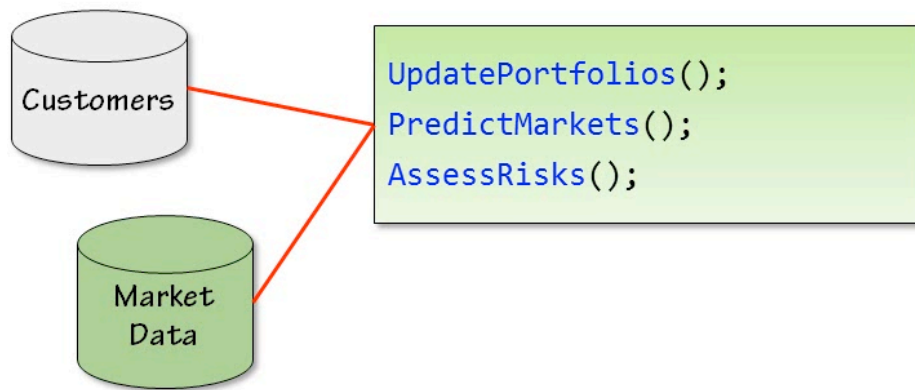 Customers
UpdatePortfolios();
PredictMarkets();
AssessRisks();
Market
Data